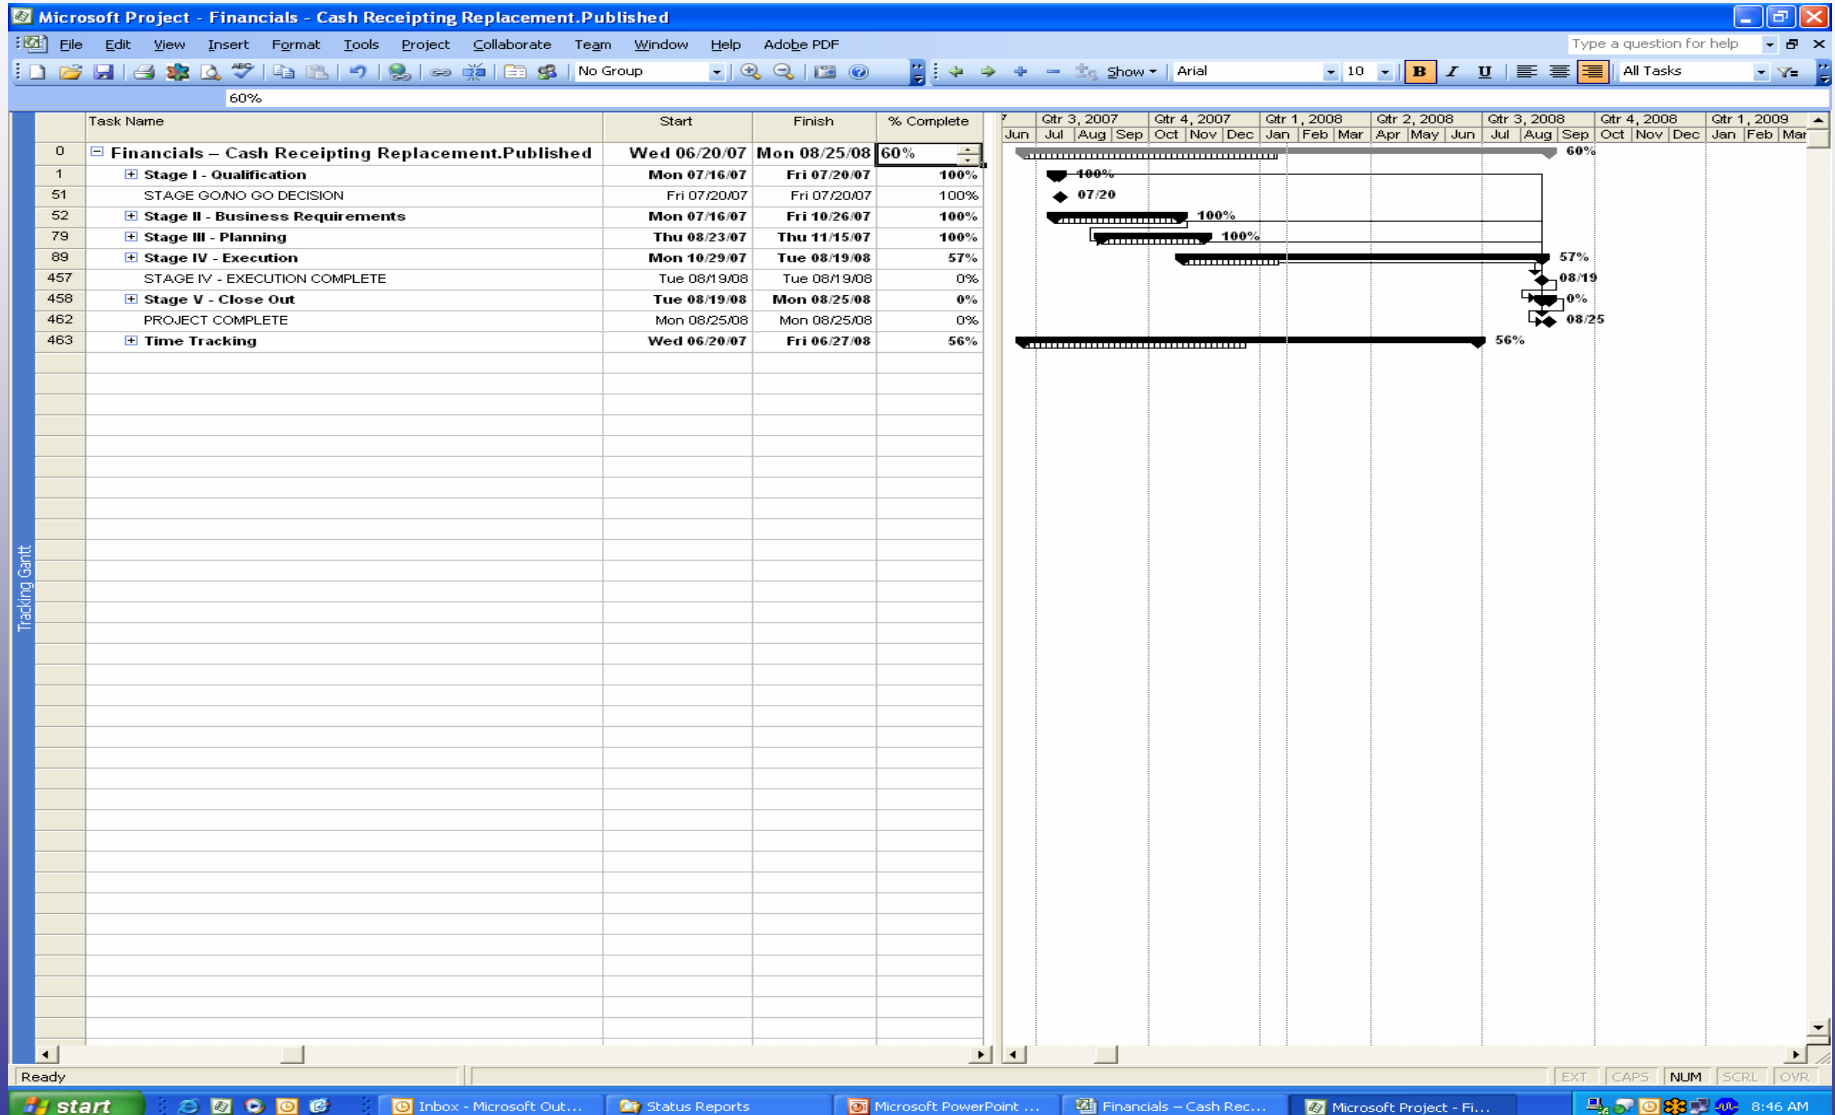 Microsoft Project - Financials - Cash Receipting Replacement.Published
File Edit View Insert Format Tools Project Collaborate Team Window Help Adobe PDF Type a question for help
No Group Show Arial 10 B I U All Tasks
60%
Task Name Start Finish % Complete
Qtr 3, 2007 Qtr 4, 2007 Qtr 1, 2008 Qtr 2, 2008 Qtr 3, 2008 Qtr 4, 2008 Qtr 1, 2009
Jun Jul Aug Sep Oct Nov Dec Jan Feb Mar Apr May Jun Jul Aug Sep Oct Nov Dec Jan Feb Mar
0 Financials – Cash Receipting Replacement.Published Wed 06/20/07 Mon 08/25/08 60% 60%
1 Stage I - Qualification Mon 07/16/07 Fri 07/20/07 100% 100%
51 STAGE GO/NO GO DECISION Fri 07/20/07 Fri 07/20/07 100% 07/20
52 Stage II - Business Requirements Mon 07/16/07 Fri 10/26/07 100% 100%
79 Stage III - Planning Thu 08/23/07 Thu 11/15/07 100% 100%
89 Stage IV - Execution Mon 10/29/07 Tue 08/19/08 57% 57%
457 STAGE IV - EXECUTION COMPLETE Tue 08/19/08 Tue 08/19/08 0% 08/19
458 Stage V - Close Out Tue 08/19/08 Mon 08/25/08 0% 0%
462 PROJECT COMPLETE Mon 08/25/08 Mon 08/25/08 0% 08/25
463 Time Tracking Wed 06/20/07 Fri 06/27/08 56% 56%
Tracking Gantt
Ready EXT CAPS NUM SCRL OVR
start Inbox - Microsoft Out... Status Reports Microsoft PowerPoint ... Financials – Cash Rec... Microsoft Project - Fi... 8:46 AM